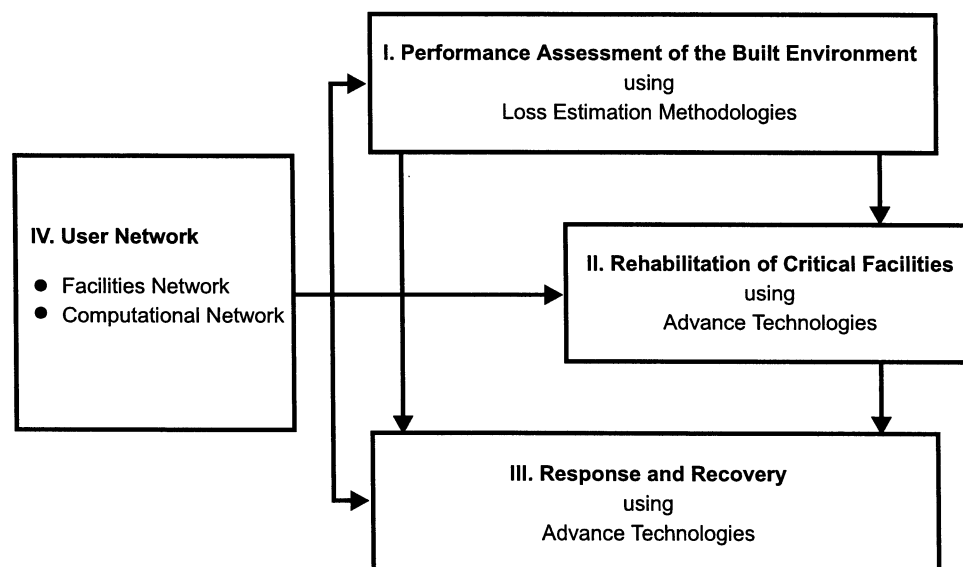 I. Performance Assessment of the Built Environment
using
Loss Estimation Methodologies
IV. User Network
● Facilities Network
● Computational Network
II. Rehabilitation of Critical Facilities
using
Advance Technologies
III. Response and Recovery
using
Advance Technologies